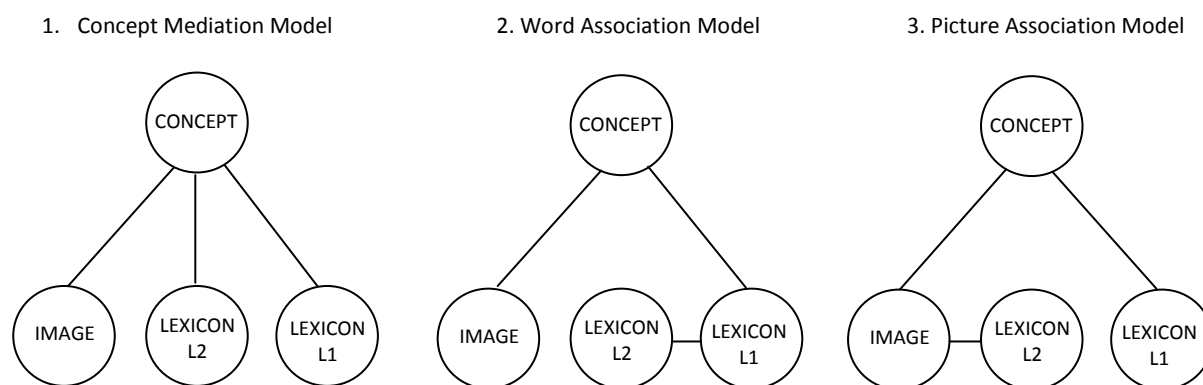 1. Concept Mediation Model
2. Word Association Model
3. Picture Association Model
CONCEPT
CONCEPT
CONCEPT
IMAGE
LEXICON
L2
LEXICON
L1
IMAGE
LEXICON
L2
LEXICON
L1
IMAGE
LEXICON
L2
LEXICON
L1